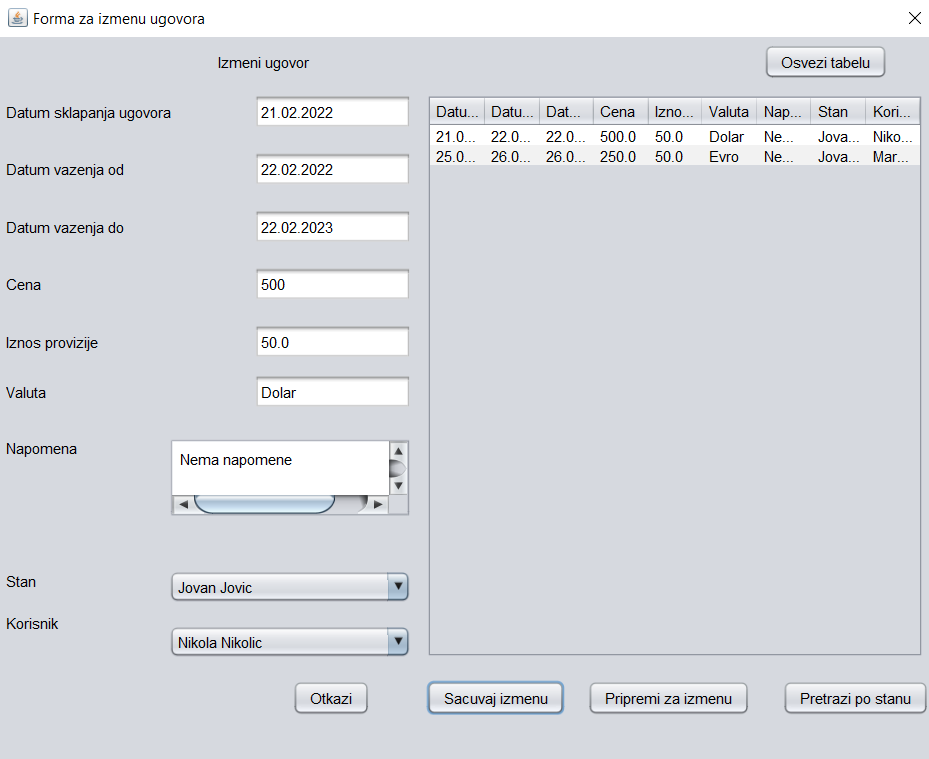 Forma za izmenu ugovora
Izmeni ugovor
Osvezi tabelu
Datum sklapanja ugovora 21.02.2022
Datum vazenja od 22.02.2022
Datum vazenja do 22.02.2023
Cena 500
Iznos provizije 50.0
Valuta Dolar
Napomena Nema napomene
Stan Jovan Jovic
Korisnik Nikola Nikolic
Datu... Datu... Dat... Cena Izno... Valuta Nap... Stan Kori...
21.0... 22.0... 22.0... 500.0 50.0 Dolar Ne... Jova... Niko...
25.0... 26.0... 26.0... 250.0 50.0 Evro Ne... Jova... Mar...
Otkazi Sacuvaj izmenu Pripremi za izmenu Pretrazi po stanu